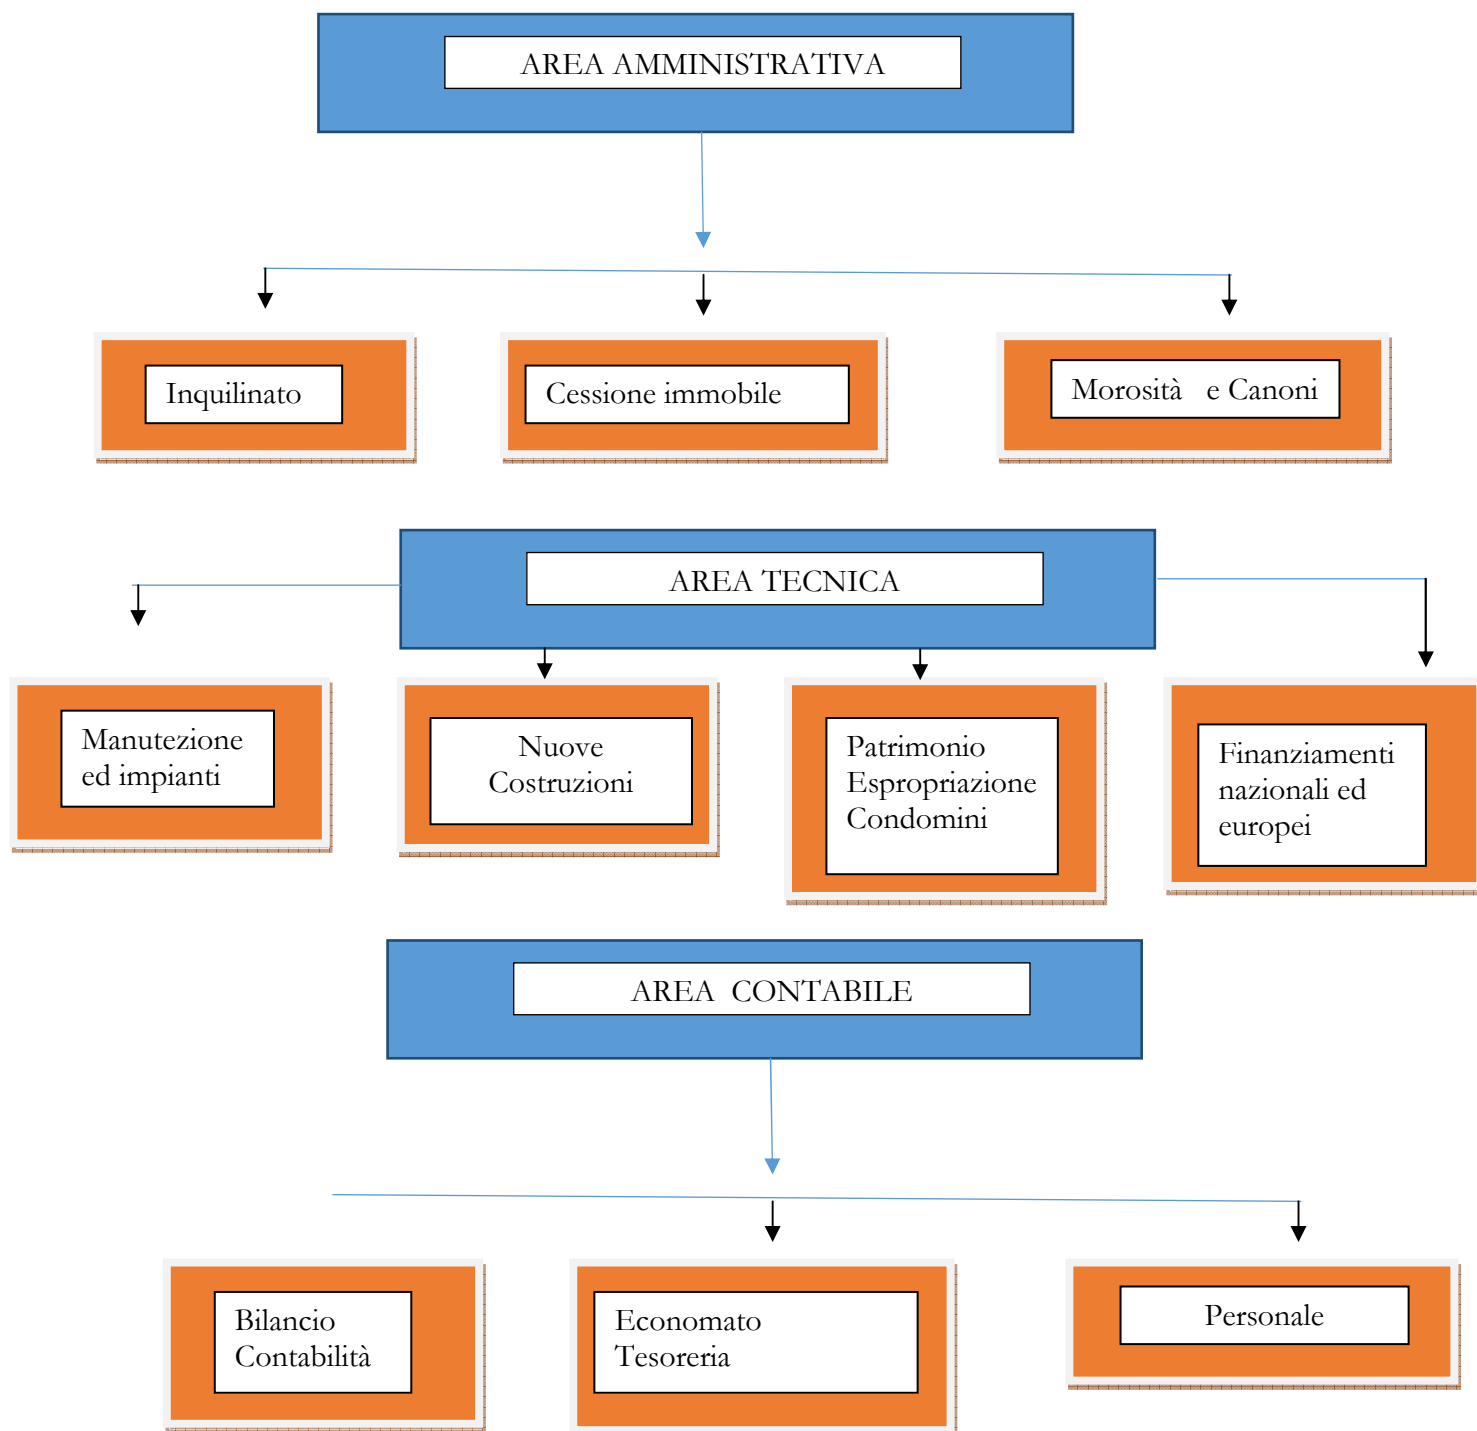 AREA AMMINISTRATIVA
Inquilinato
Cessione immobile
Morosità e Canoni
AREA TECNICA
Manutezione
ed impianti
Nuove
Costruzioni
Patrimonio
Espropriazione
Condomini
Finanziamenti
nazionali ed
europei
AREA CONTABILE
Bilancio
Contabilità
Economato
Tesoreria
Personale